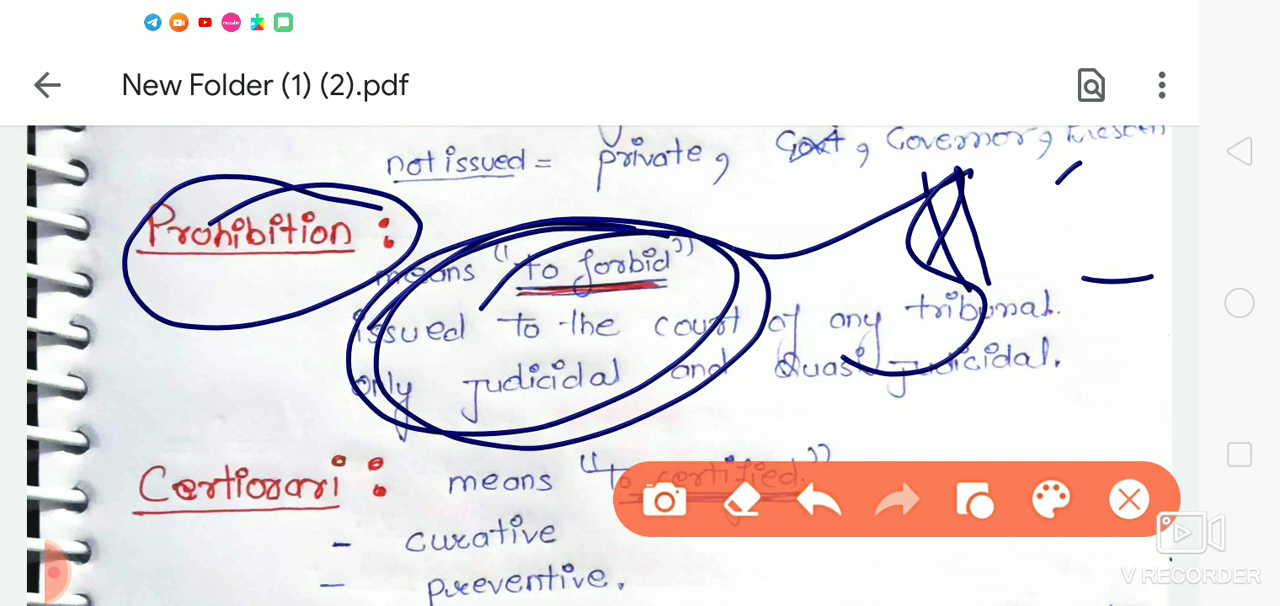 New Folder (1) (2).pdf
not issued = private, Govt, Governor,
Prohibition :
means "to forbid"
issued to the court of any tribunal.
only judicidal and Quasi judicidal.
Certiorari : means "to certified."
- curative
- preventive.
V RECORDER